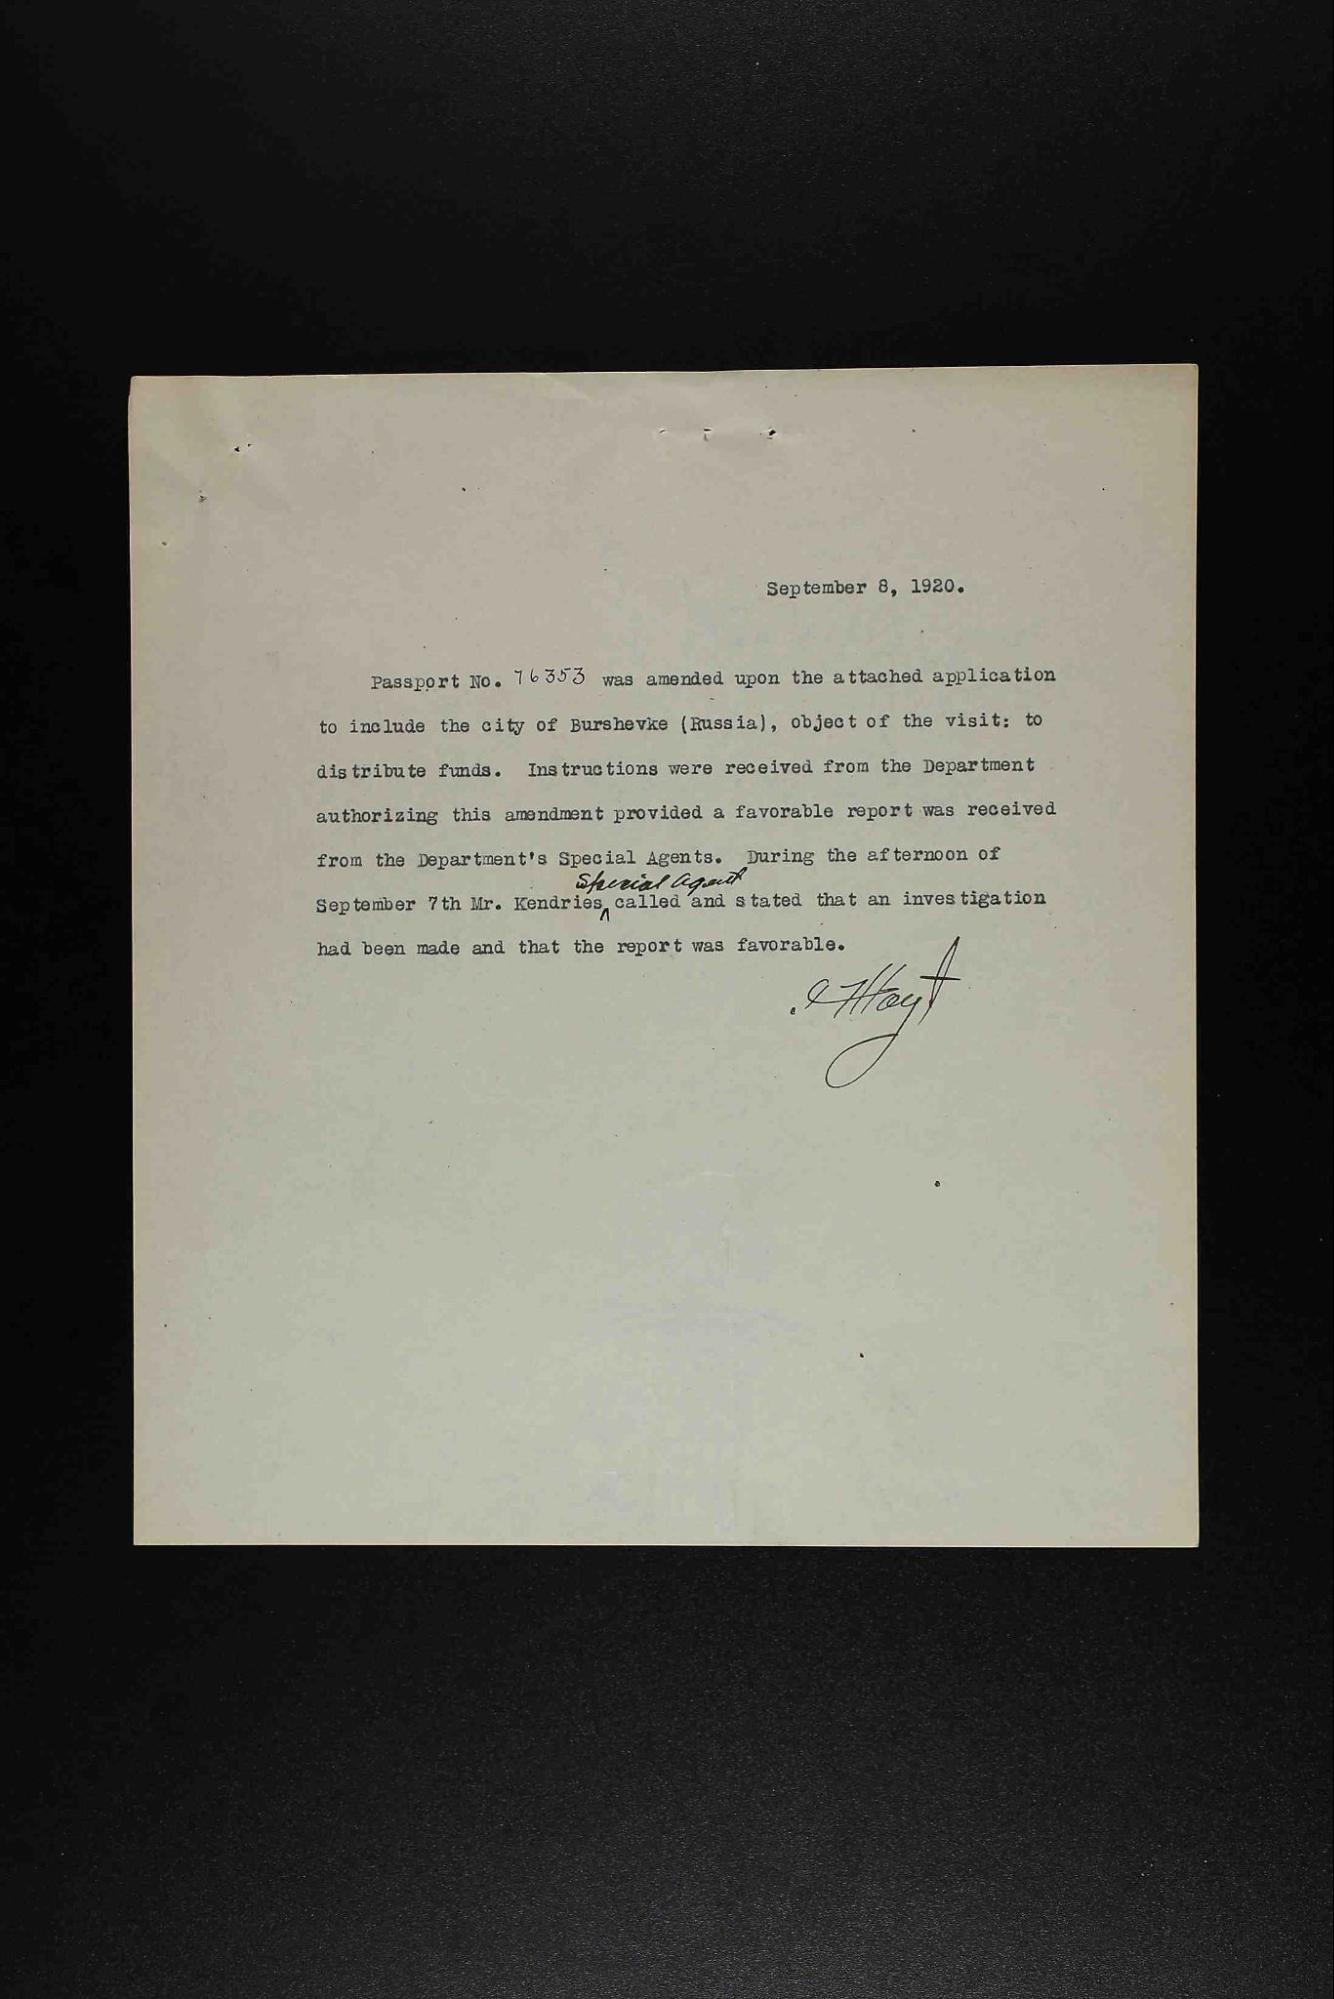 September 8, 1920.
Passport No. 76353 was amended upon the attached application
to include the city of Burshevke (Russia), object of the visit: to
distribute funds. Instructions were received from the Department
authorizing this amendment provided a favorable report was received
from the Department's Special Agents. During the afternoon of
Special Agent
September 7th Mr. Kendries ^ called and stated that an investigation
had been made and that the report was favorable.
Hoyt